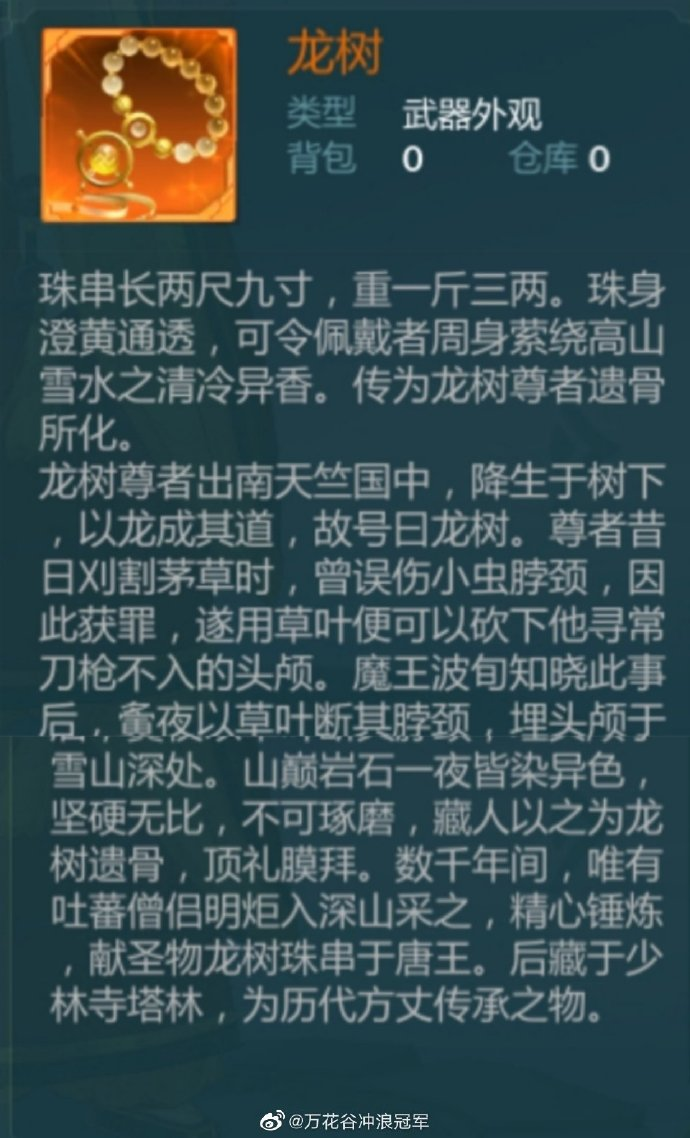 龙树
类型 武器外观
背包 0 仓库 0
珠串长两尺九寸，重一斤三两。珠身
澄黄通透，可令佩戴者周身萦绕高山
雪水之清冷异香。传为龙树尊者遗骨
所化。
龙树尊者出南天竺国中，降生于树下
，以龙成其道，故号曰龙树。尊者昔
日刈割茅草时，曾误伤小虫脖颈，因
此获罪，遂用草叶便可以砍下他寻常
刀枪不入的头颅。魔王波旬知晓此事
后，夤夜以草叶断其脖颈，埋头颅于
雪山深处。山巅岩石一夜皆染异色，
坚硬无比，不可琢磨，藏人以之为龙
树遗骨，顶礼膜拜。数千年间，唯有
吐蕃僧侣明炬入深山采之，精心锤炼
，献圣物龙树珠串于唐王。后藏于少
林寺塔林，为历代方丈传承之物。
@万花谷冲浪冠军